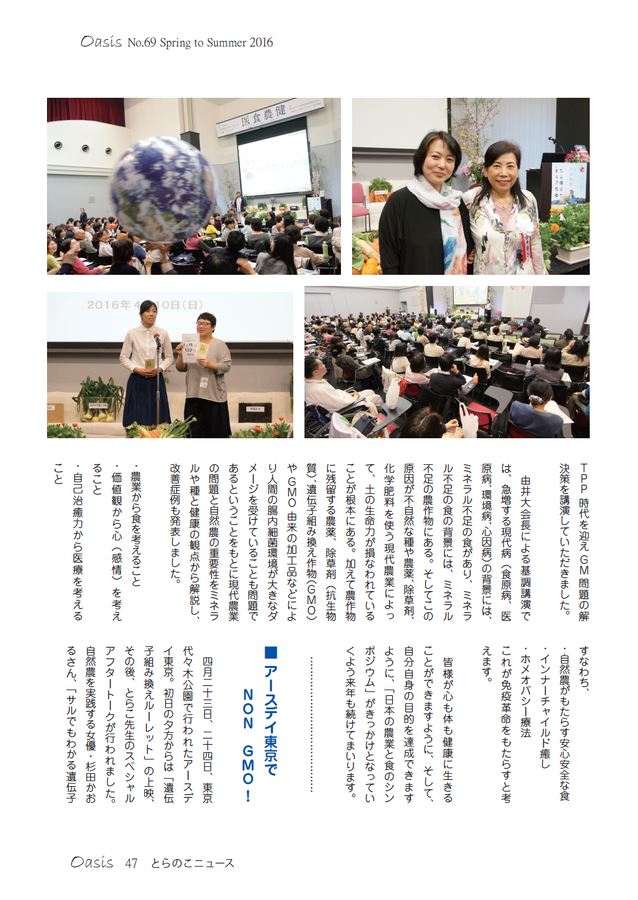 Oasis No.69 Spring to Summer 2016
医食農健
2016年4月10日(日)
TPP時代を迎えGM問題の解
決策を講演していただきました。
由井大会長による基調講演で
は、急増する現代病(食原病、医
原病、環境病、心因病)の背景には、
ミネラル不足の食があり、ミネラ
ル不足の食の背景には、ミネラル
不足の農作物にある。そしてこの
原因が不自然な種や農薬、除草剤、
化学肥料を使う現代農業によっ
て、土の生命力が損なわれている
ことが根本にある。加えて農作物
に残留する農薬、除草剤(抗生物
質)、遺伝子組み換え作物(GMO)
やGMO由来の加工品などによ
り人間の腸内細菌環境が大きなダ
メージを受けていることも問題で
あるということをもとに現代農業
の問題と自然農の重要性をミネラ
ルや種と健康の観点から解説し、
改善症例も発表しました。
・農業から食を考えること
・価値観から心(感情)を考え
ること
・自己治癒力から医療を考える
こと
すなわち、
・自然農がもたらす安心安全な食
・インナーチャイルド癒し
・ホメオパシー療法
これが免疫革命をもたらすと考
えます。
皆様が心も体も健康に生きる
ことができますように、そして、
自分自身の目的を達成できます
ように、「日本の農業と食のシン
ポジウム」がきっかけとなってい
くよう来年も続けてまいります。
■ アースデイ東京で
NON GMO!
四月二十三日、二十四日、東京
代々木公園で行われたアースデ
イ東京。初日の夕方からは「遺伝
子組み換えルーレット」の上映、
その後、とらこ先生のスペシャル
アフタートークが行われました。
自然農を実践する女優・杉田かお
るさん、「サルでもわかる遺伝子
Oasis 47 とらのこニュース